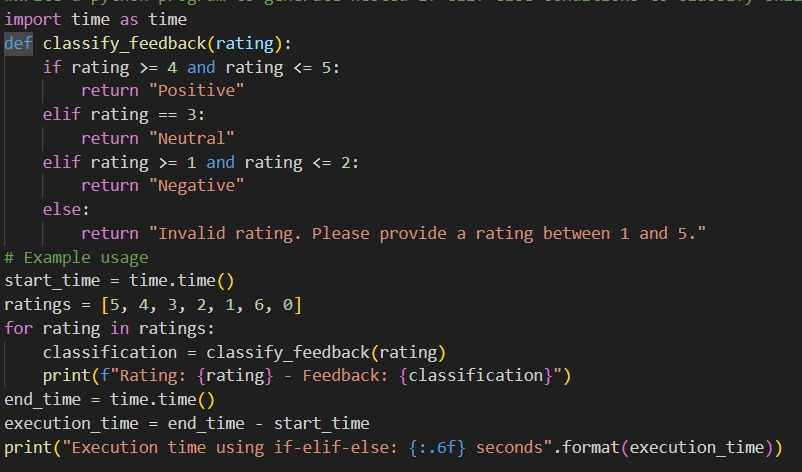 import time as time
def classify_feedback(rating):
    if rating >= 4 and rating <= 5:
        return "Positive"
    elif rating == 3:
        return "Neutral"
    elif rating >= 1 and rating <= 2:
        return "Negative"
    else:
        return "Invalid rating. Please provide a rating between 1 and 5."
# Example usage
start_time = time.time()
ratings = [5, 4, 3, 2, 1, 6, 0]
for rating in ratings:
    classification = classify_feedback(rating)
    print(f"Rating: {rating} - Feedback: {classification}")
end_time = time.time()
execution_time = end_time - start_time
print("Execution time using if-elif-else: {:.6f} seconds".format(execution_time))